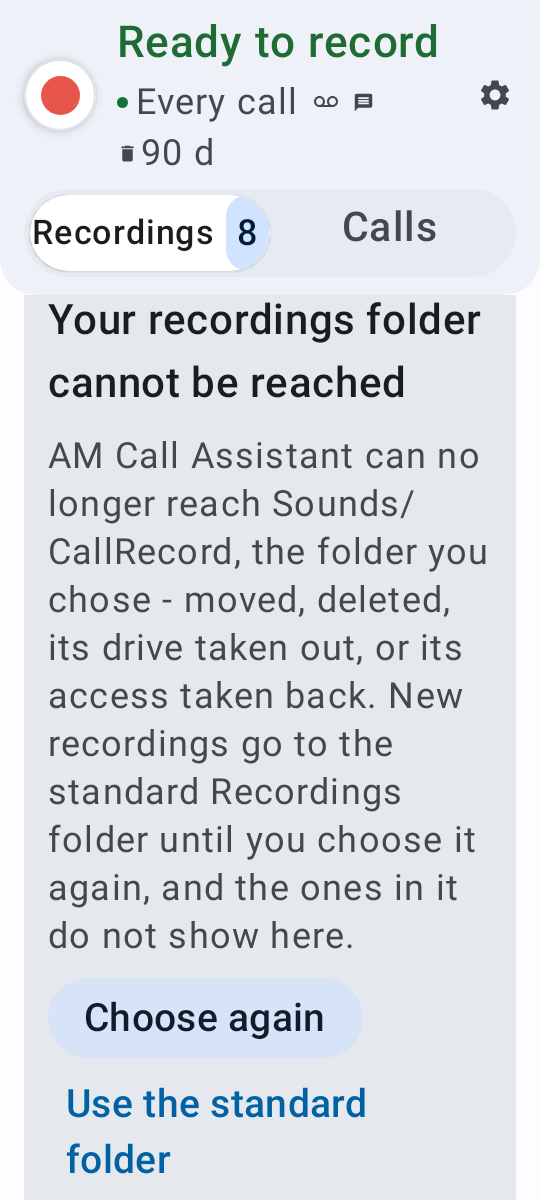 Ready to record
Every call
90 d
Recordings 8
Calls
Your recordings folder
cannot be reached
AM Call Assistant can no
longer reach Sounds/
CallRecord, the folder you
chose - moved, deleted,
its drive taken out, or its
access taken back. New
recordings go to the
standard Recordings
folder until you choose it
again, and the ones in it
do not show here.
Choose again
Use the standard
folder